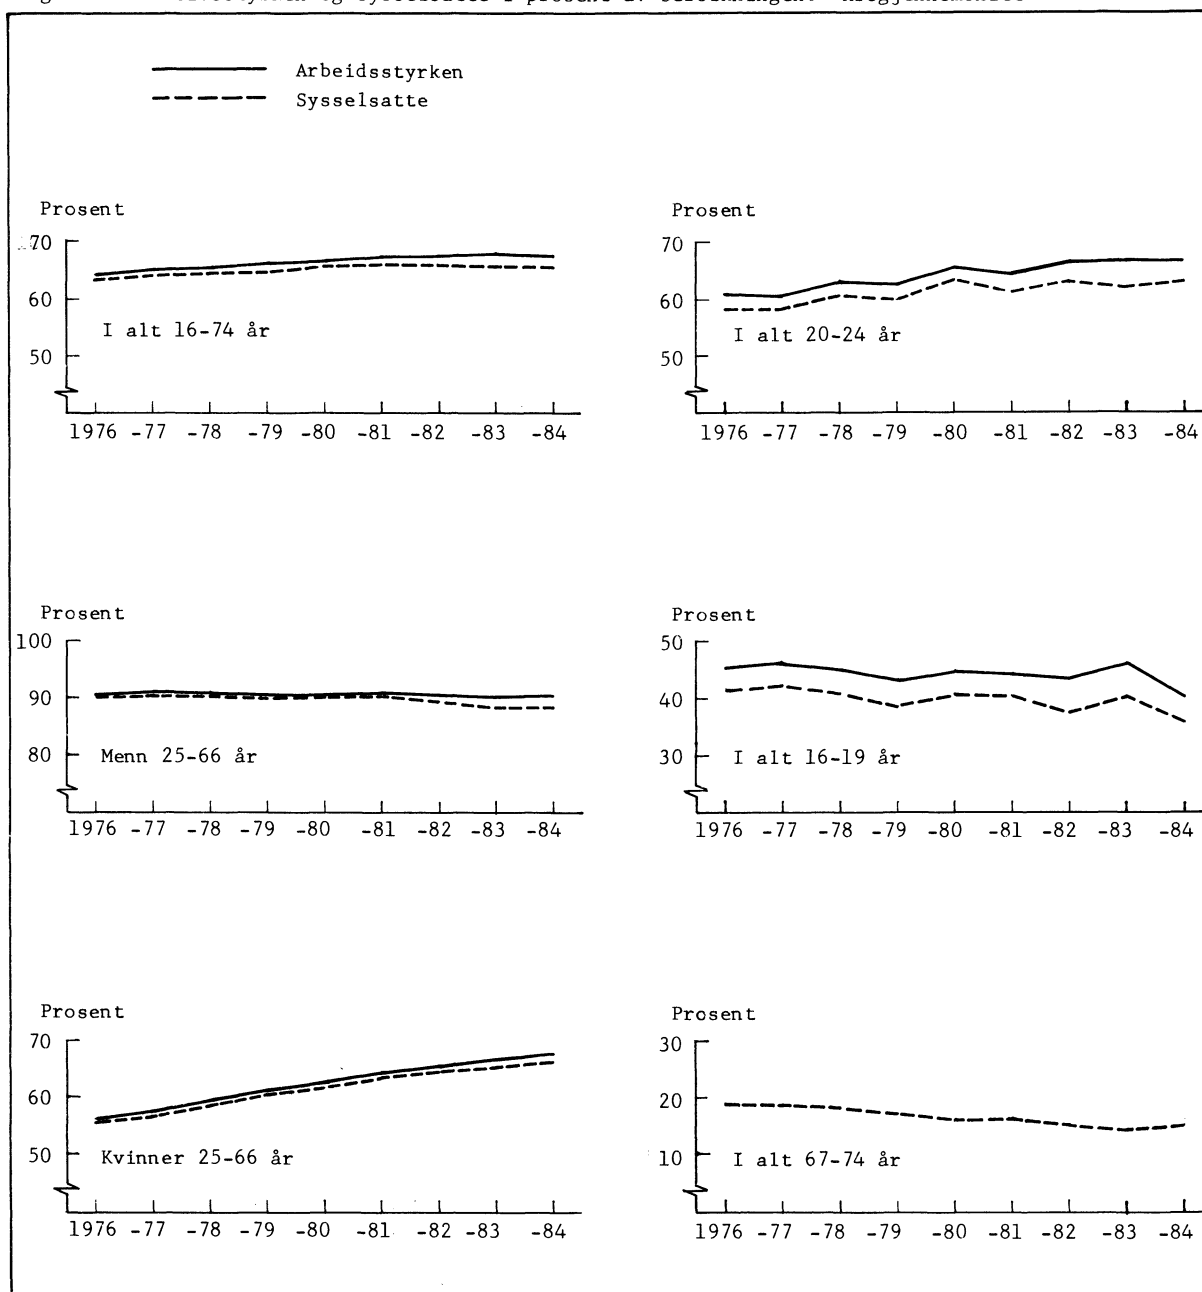 Arbeidsstyrken
Sysselsatte
Prosent
70
60
50
I alt 16-74 år
1976 -77 -78 -79 -80 -81 -82 -83 -84
Prosent
70
60
50
I alt 20-24 år
1976 -77 -78 -79 -80 -81 -82 -83 -84
Prosent
100
90
80
Menn 25-66 år
1976 -77 -78 -79 -80 -81 -82 -83 -84
Prosent
50
40
30
I alt 16-19 år
1976 -77 -78 -79 -80 -81 -82 -83 -84
Prosent
70
60
50
Kvinner 25-66 år
1976 -77 -78 -79 -80 -81 -82 -83 -84
Prosent
30
20
10
I alt 67-74 år
1976 -77 -78 -79 -80 -81 -82 -83 -84